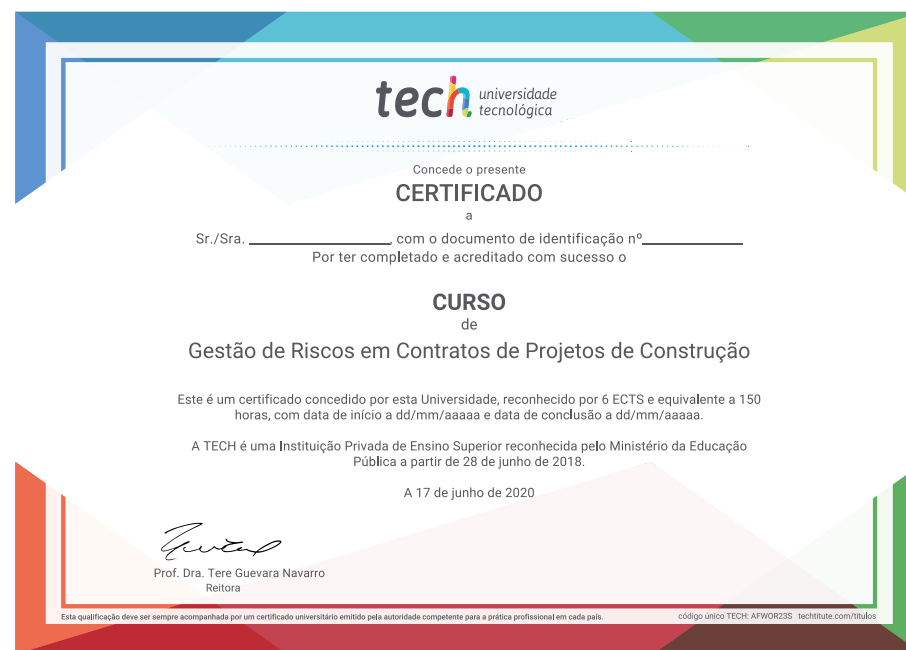 tech universidade
tecnológica
Concede o presente
CERTIFICADO
a
Sr./Sra. ________________, com o documento de identificação nº____________
Por ter completado e acreditado com sucesso o
CURSO
de
Gestão de Riscos em Contratos de Projetos de Construção
Este é um certificado concedido por esta Universidade, reconhecido por 6 ECTS e equivalente a 150
horas, com data de início a dd/mm/aaaaa e data de conclusão a dd/mm/aaaaa.
A TECH é uma Instituição Privada de Ensino Superior reconhecida pelo Ministério da Educação
Pública a partir de 28 de junho de 2018.
A 17 de junho de 2020
Prof. Dra. Tere Guevara Navarro
Reitora
Esta qualificação deve ser sempre acompanhada por um certificado universitário emitido pela autoridade competente para a prática profissional em cada país.
código único TECH: AFWOR23S techtitute.com/titulos